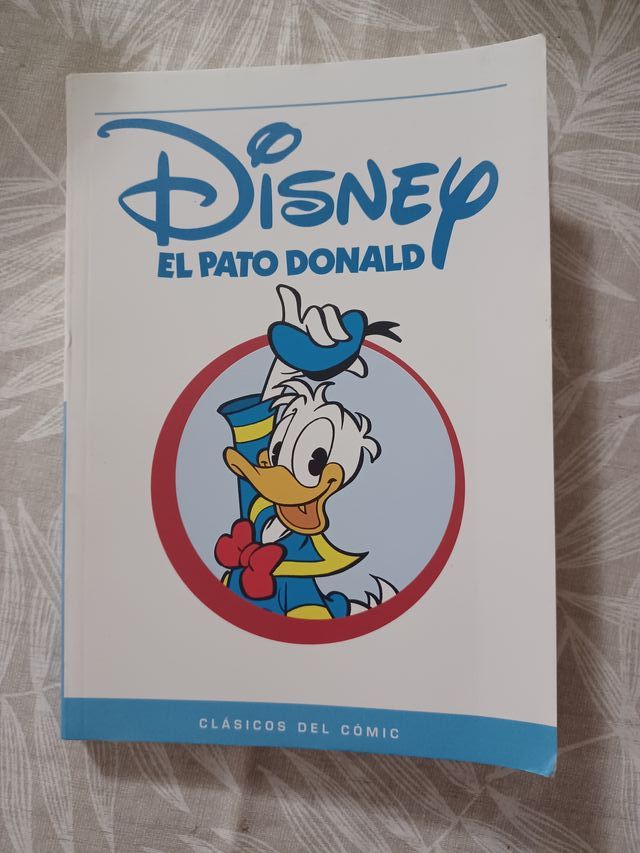 Disney
EL PATO DONALD
CLÁSICOS DEL CÓMIC